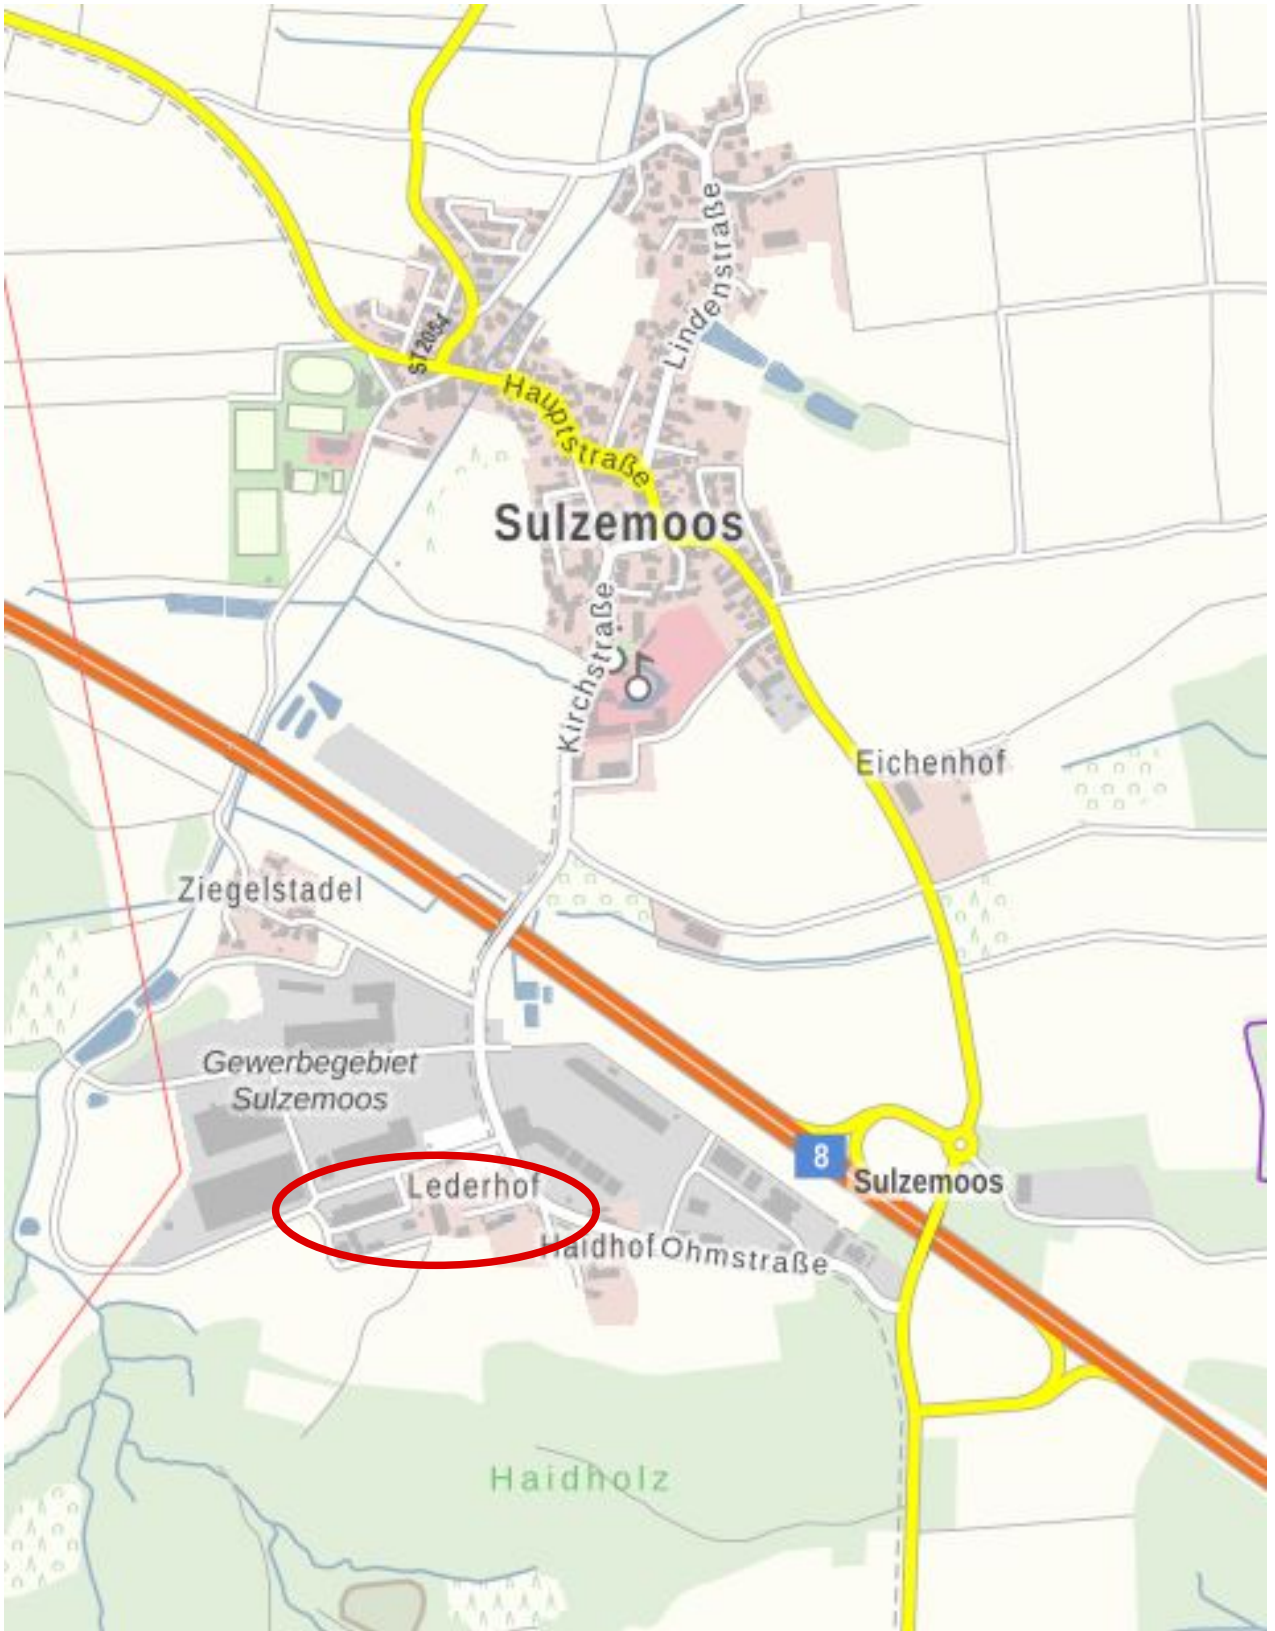 Lindenstraße
ST2054
Hauptstraße
Sulzemoos
Kirchstraße
Eichenhof
Ziegelstadel
Gewerbegebiet
Sulzemoos
8
Sulzemoos
Lederhof
Haidhof
Ohmstraße
Haidholz